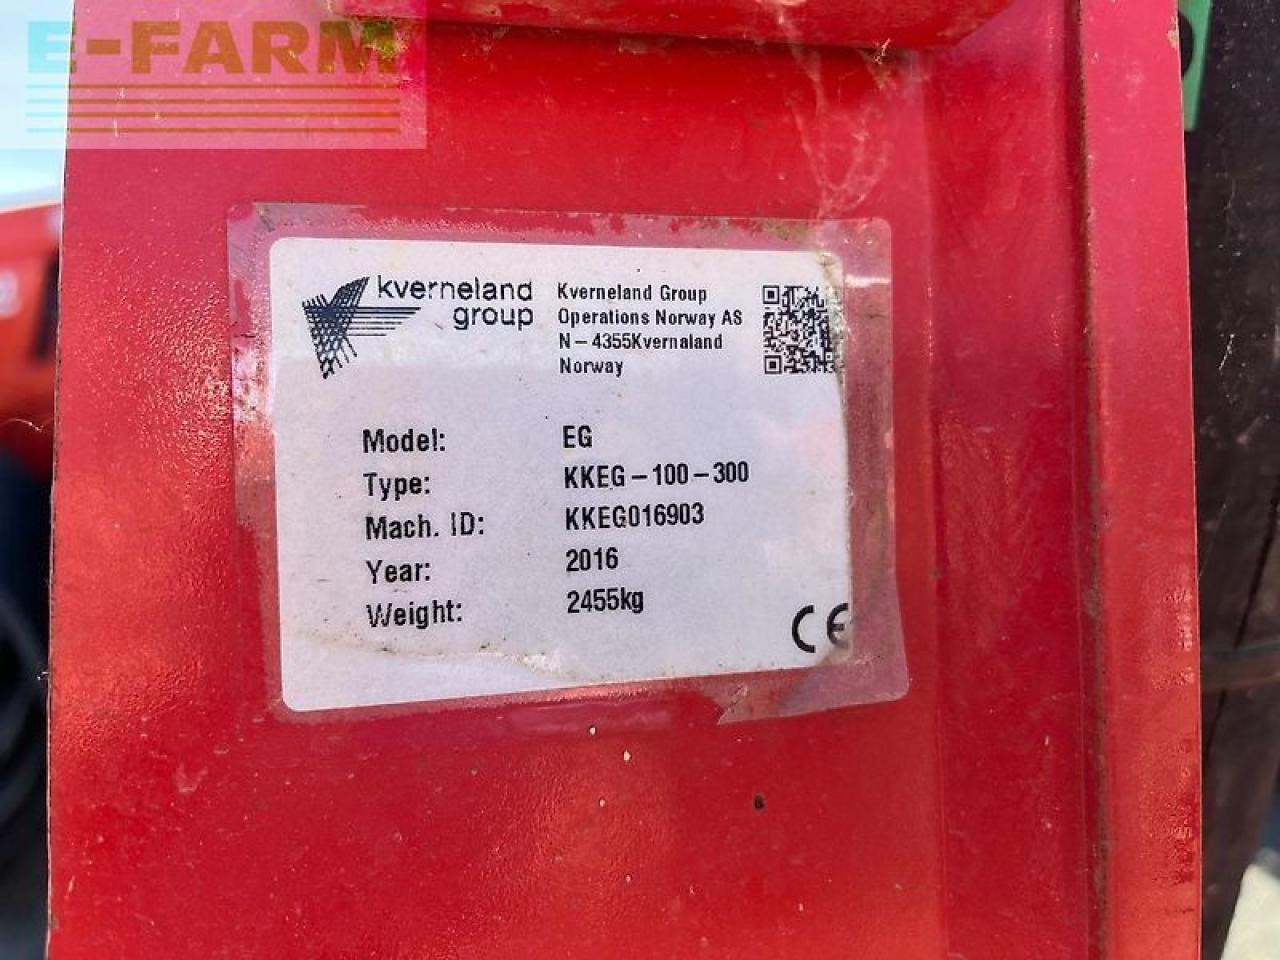 E-FARM
kverneland
group
Kverneland Group
Operations Norway AS
N - 4355Kvernaland
Norway
Model: EG
Type: KKEG - 100 - 300
Mach. ID: KKEG016903
Year: 2016
Weight: 2455kg
CE